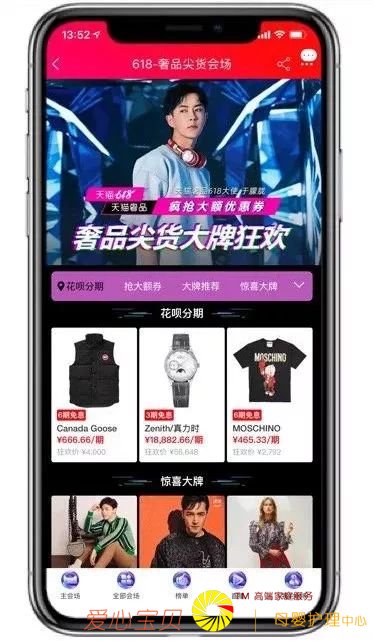 13:52
618-奢品尖货会场
天猫奢品618大使 于朦胧
天猫618
天猫奢品
疯抢大额优惠券
奢品尖货大牌狂欢
花呗分期 抢大额券 大牌推荐 惊喜大牌
花呗分期
6期免息 3期免息 6期免息
Canada Goose Zenith/真力时 MOSCHINO
¥666.66/期 ¥18,882.66/期 ¥465.33/期
狂欢价 ¥4,000 狂欢价 ¥56,648 狂欢价 ¥2,792
MOSCHINO
惊喜大牌
主会场 全部会场 榜单
TM 高端家庭服务
爱心宝贝 母婴护理中心